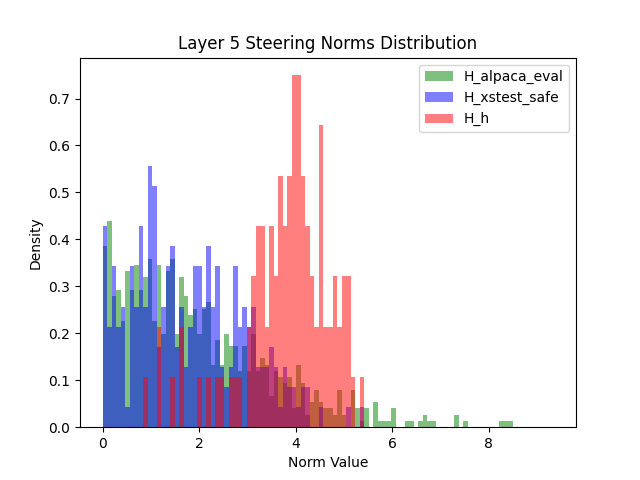 Layer 5 Steering Norms Distribution
H_alpaca_eval
H_xstest_safe
H_h
0.7
0.6
0.5
0.4
0.3
0.2
0.1
0.0
Density
0
2
4
6
8
Norm Value